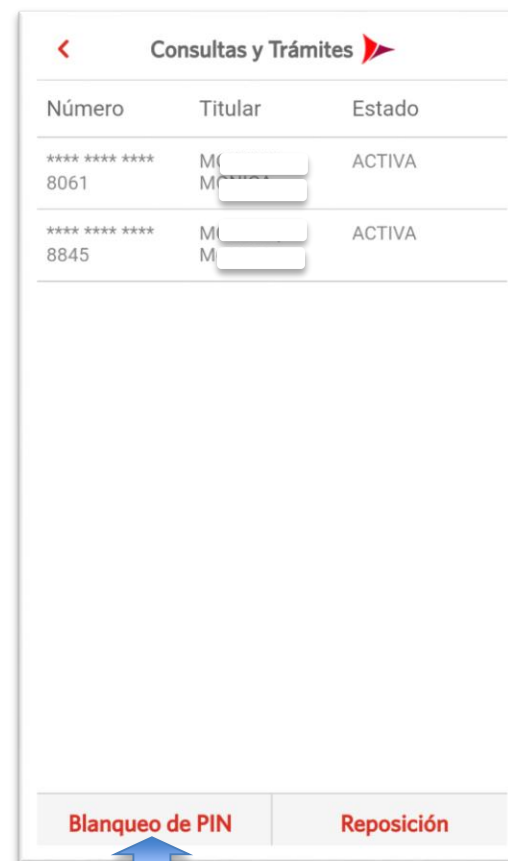 Consultas y Trámites
Número Titular Estado
**** **** **** ACTIVA
8061
**** **** **** ACTIVA
8845
Blanqueo de PIN Reposición